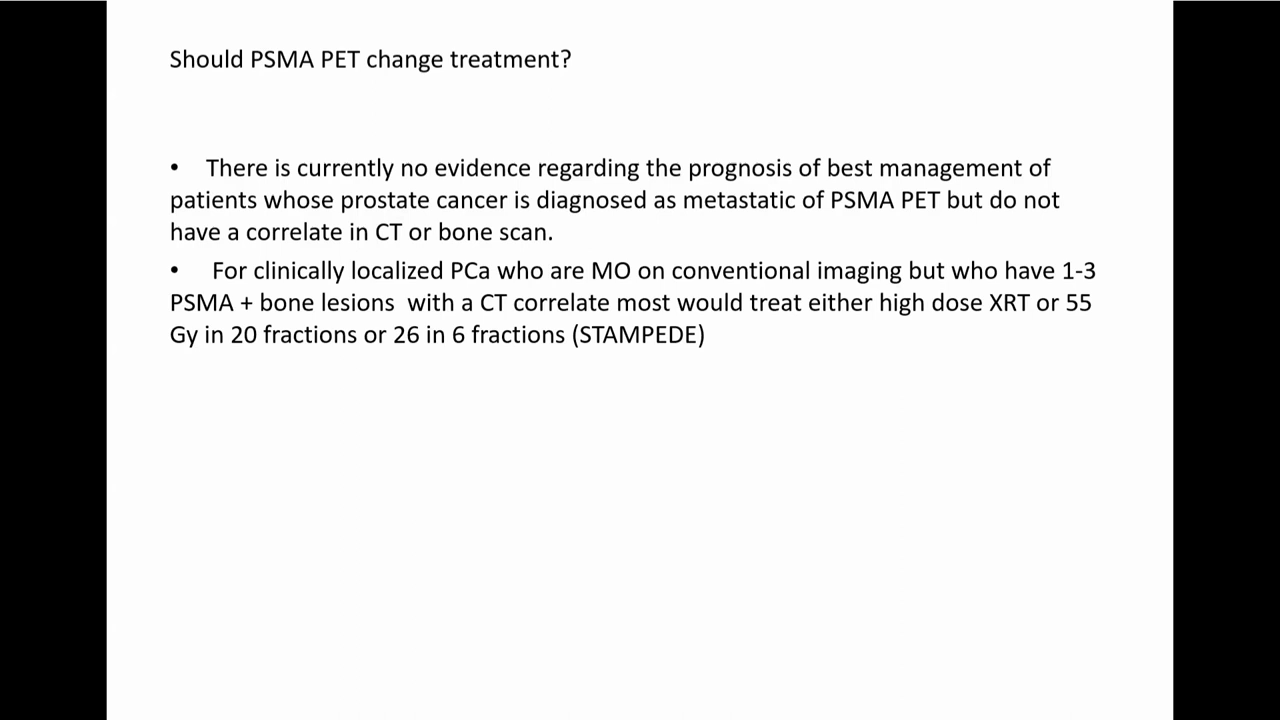 Should PSMA PET change treatment?
• There is currently no evidence regarding the prognosis of best management of
patients whose prostate cancer is diagnosed as metastatic of PSMA PET but do not
have a correlate in CT or bone scan.
• For clinically localized PCa who are MO on conventional imaging but who have 1-3
PSMA + bone lesions with a CT correlate most would treat either high dose XRT or 55
Gy in 20 fractions or 26 in 6 fractions (STAMPEDE)